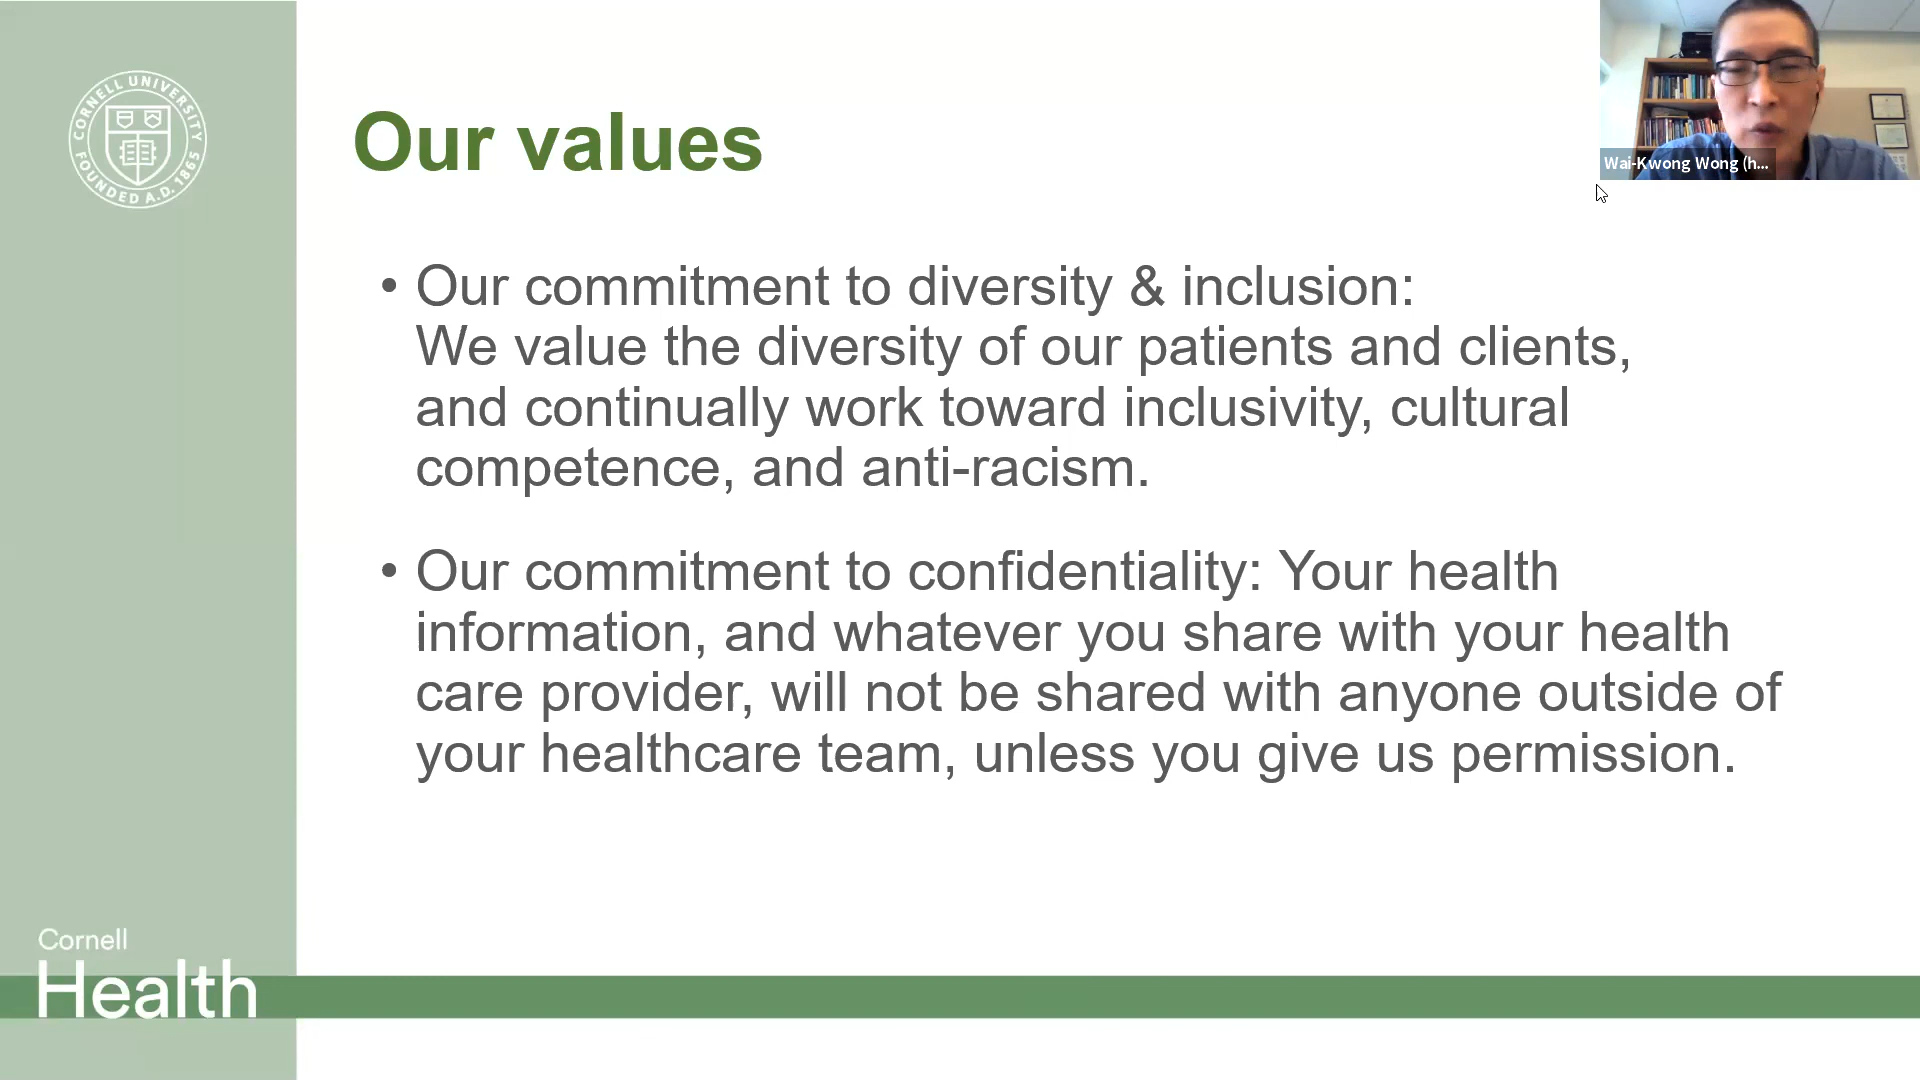 CORNELL UNIVERSITY
FOUNDED A.D. 1865
Our values
Wai-Kwong Wong (h...
• Our commitment to diversity & inclusion:
We value the diversity of our patients and clients,
and continually work toward inclusivity, cultural
competence, and anti-racism.
• Our commitment to confidentiality: Your health
information, and whatever you share with your health
care provider, will not be shared with anyone outside of
your healthcare team, unless you give us permission.
Cornell
Health